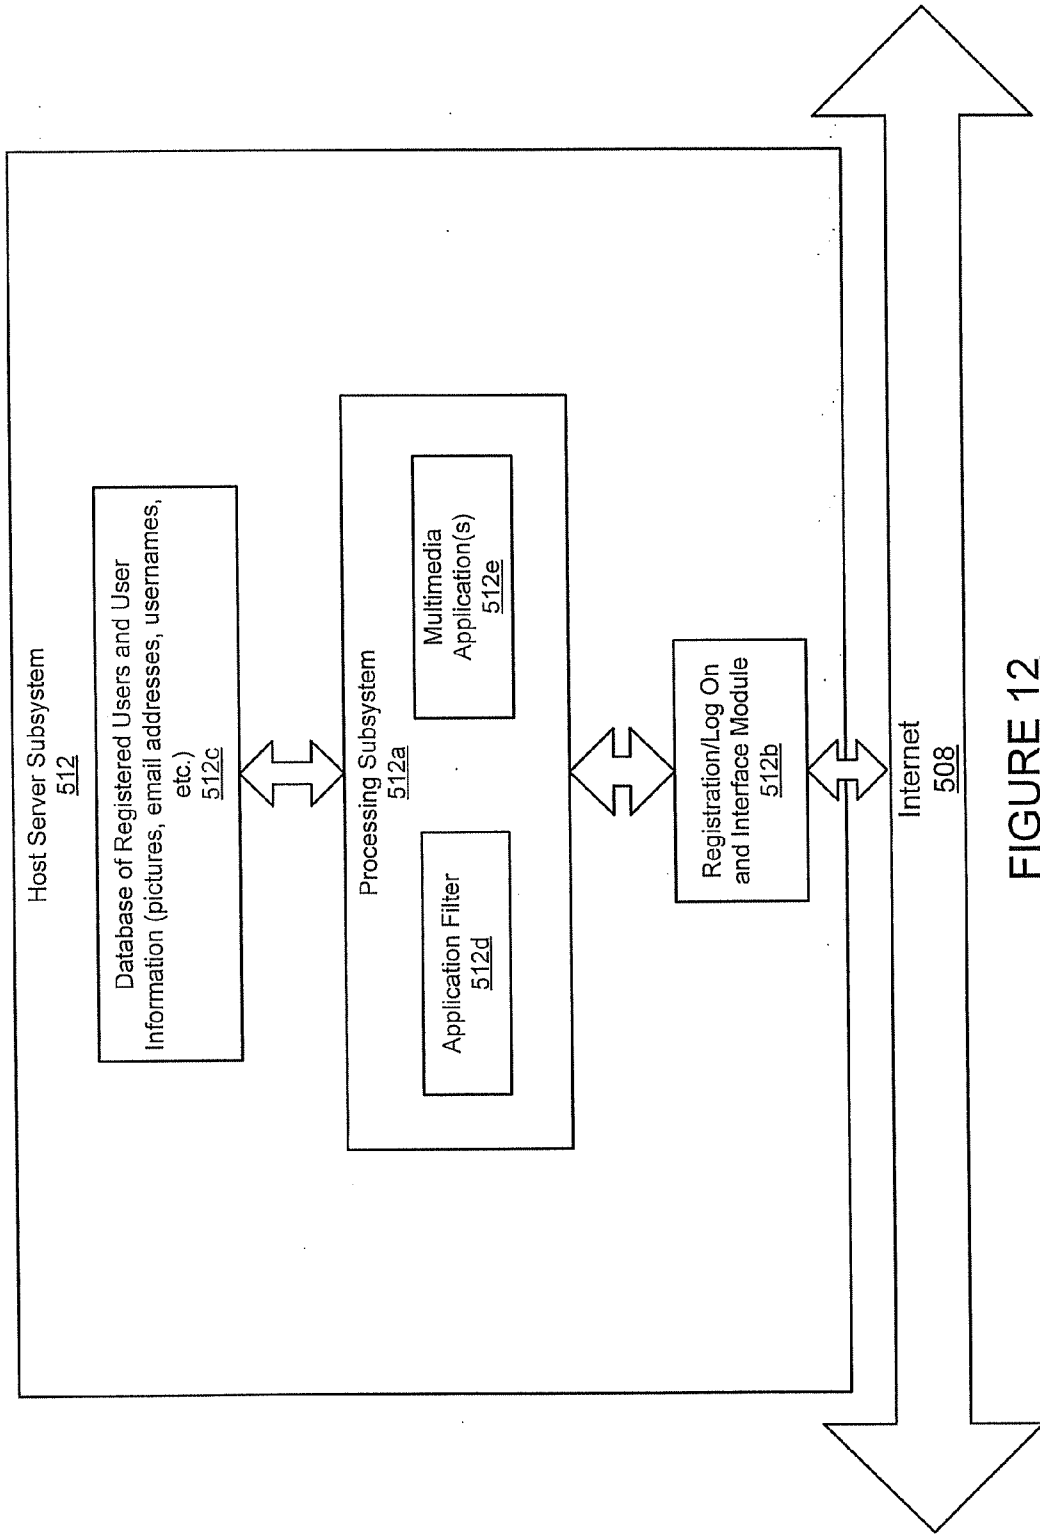 Host Server Subsystem
512
Database of Registered Users and User
Information (pictures, email addresses, usernames,
etc.)
512c
Processing Subsystem
512a
Application Filter
512d
Multimedia
Application(s)
512e
Registration/Log On
and Interface Module
512b
Internet
508
FIGURE 12